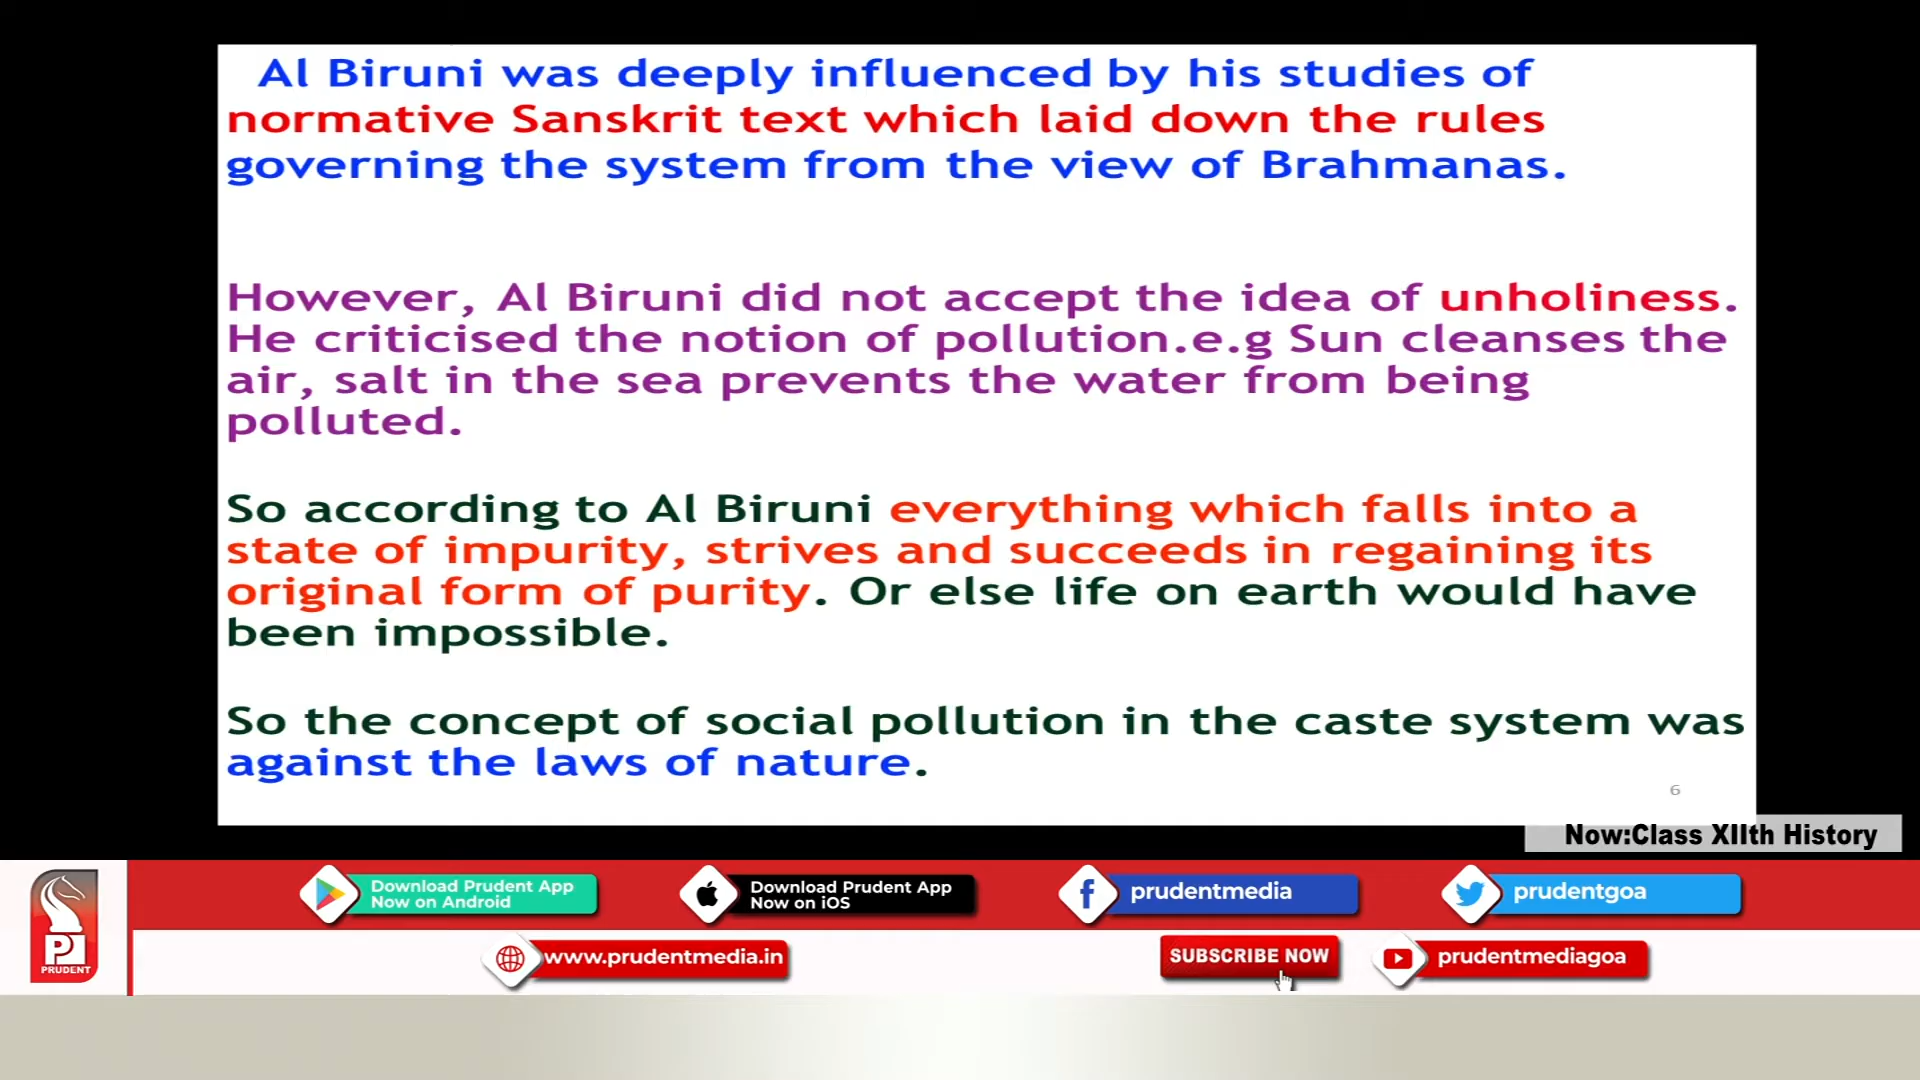 Al Biruni was deeply influenced by his studies of
normative Sanskrit text which laid down the rules
governing the system from the view of Brahmanas.
However, Al Biruni did not accept the idea of unholiness.
He criticised the notion of pollution.e.g Sun cleanses the
air, salt in the sea prevents the water from being
polluted.
So according to Al Biruni everything which falls into a
state of impurity, strives and succeeds in regaining its
original form of purity. Or else life on earth would have
been impossible.
So the concept of social pollution in the caste system was
against the laws of nature.
6
Now:Class XIIth History
Download Prudent App
Now on Android
Download Prudent App
Now on iOS
prudentmedia
prudentgoa
PRUDENT
www.prudentmedia.in
SUBSCRIBE NOW
prudentmediagoa